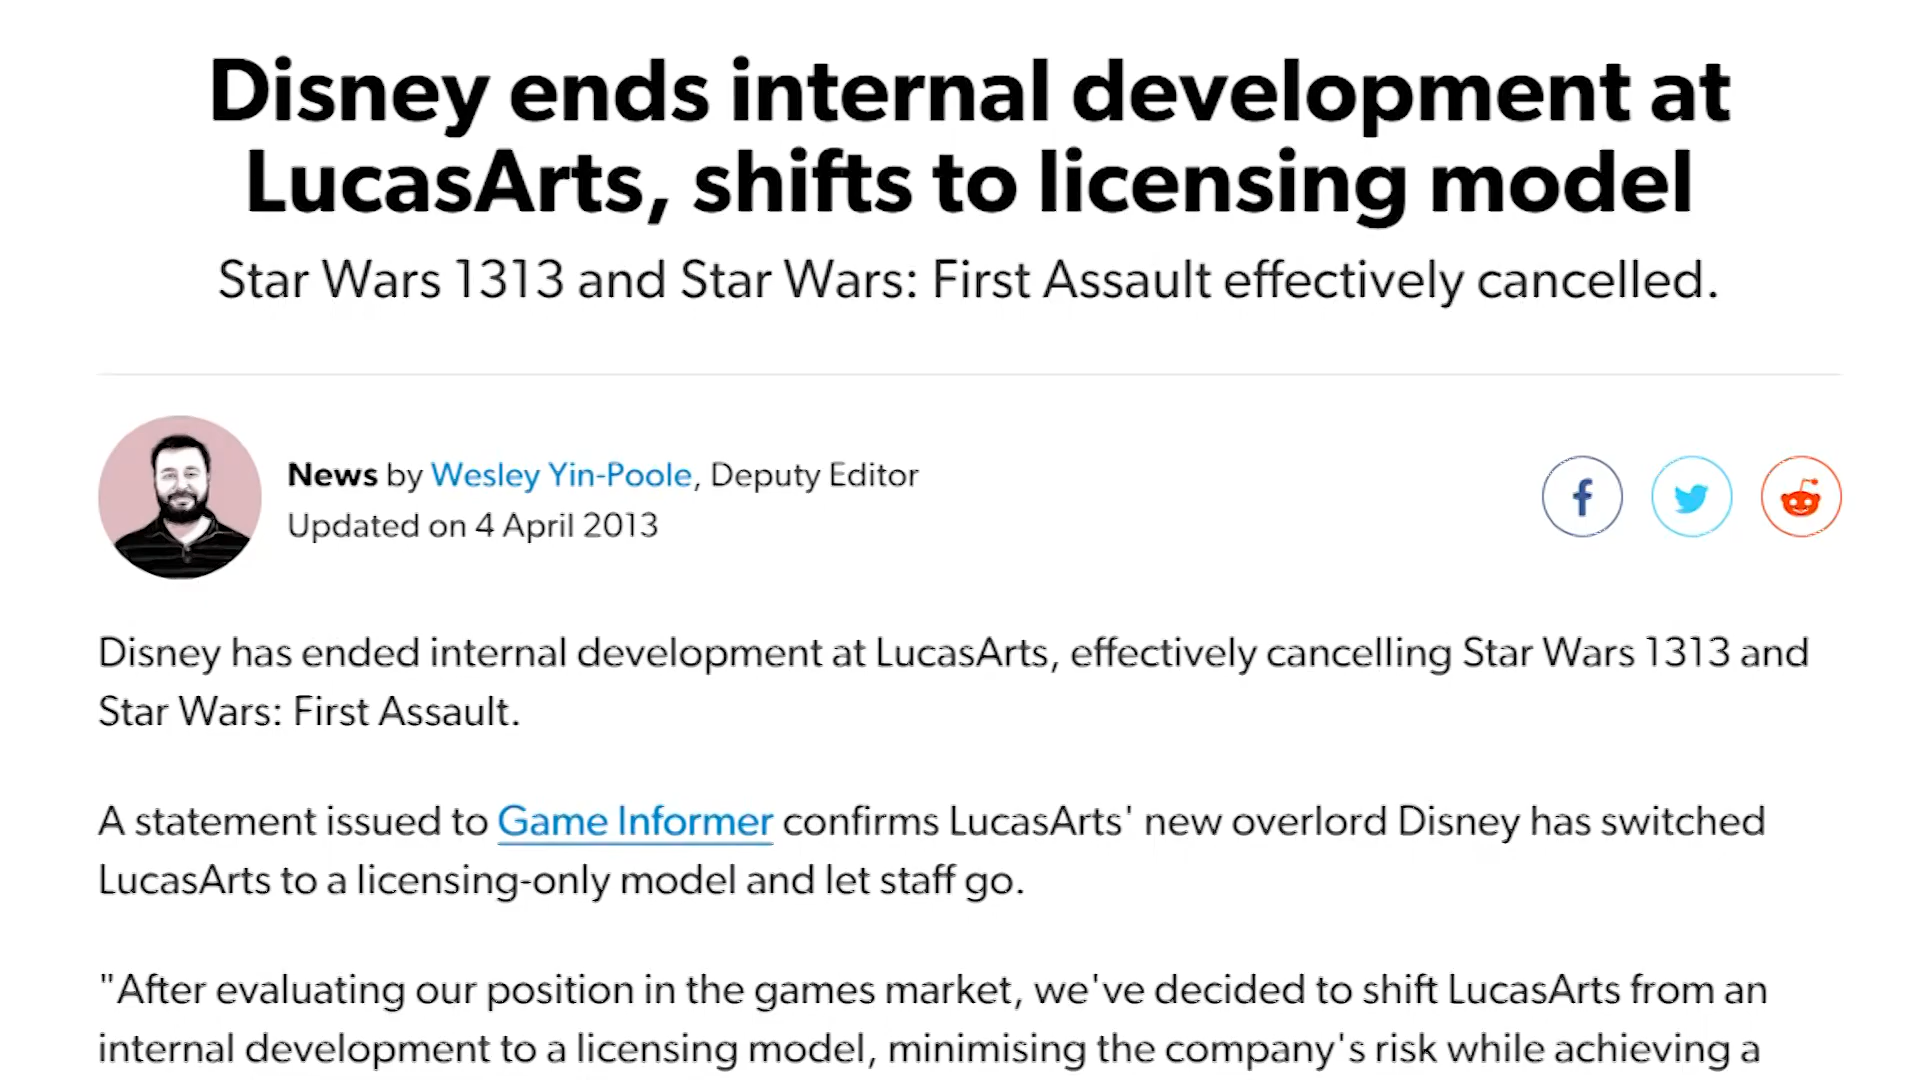 Disney ends internal development at
LucasArts, shifts to licensing model
Star Wars 1313 and Star Wars: First Assault effectively cancelled.
News by Wesley Yin-Poole, Deputy Editor
Updated on 4 April 2013
Disney has ended internal development at LucasArts, effectively cancelling Star Wars 1313 and
Star Wars: First Assault.
A statement issued to Game Informer confirms LucasArts' new overlord Disney has switched
LucasArts to a licensing-only model and let staff go.
"After evaluating our position in the games market, we've decided to shift LucasArts from an
internal development to a licensing model, minimising the company's risk while achieving a